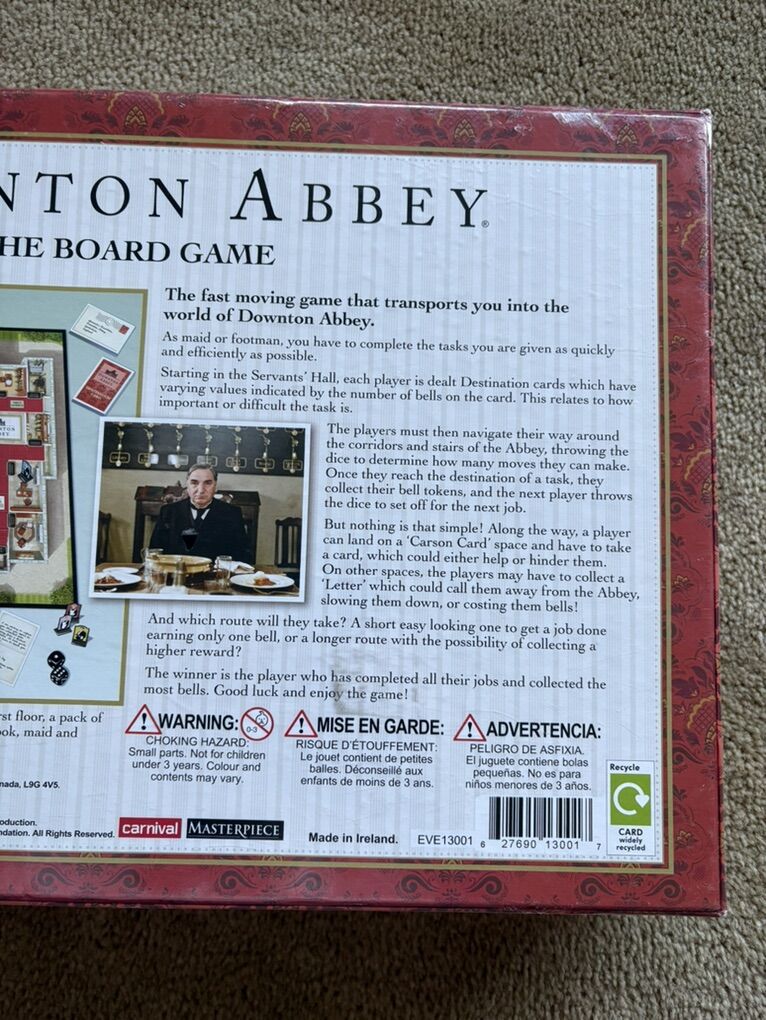 NTON ABBEY®
HE BOARD GAME
The fast moving game that transports you into the
world of Downton Abbey.
As maid or footman, you have to complete the tasks you are given as quickly
and efficiently as possible.
Starting in the Servants' Hall, each player is dealt Destination cards which have
varying values indicated by the number of bells on the card. This relates to how
important or difficult the task is.
The players must then navigate their way around
the corridors and stairs of the Abbey, throwing the
dice to determine how many moves they can make.
Once they reach the destination of a task, they
collect their bell tokens, and the next player throws
the dice to set off for the next job.
But nothing is that simple! Along the way, a player
can land on a 'Carson Card' space and have to take
a card, which could either help or hinder them.
On other spaces, the players may have to collect a
'Letter' which could call them away from the Abbey,
slowing them down, or costing them bells!
And which route will they take? A short easy looking one to get a job done
earning only one bell, or a longer route with the possibility of collecting a
higher reward?
The winner is the player who has completed all their jobs and collected the
most bells. Good luck and enjoy the game!
rst floor, a pack of
ok, maid and
nada, L9G 4V5.
oduction.
ndation. All Rights Reserved.
carnival
MASTERPIECE
WARNING:
0-3
CHOKING HAZARD:
Small parts. Not for children
under 3 years. Colour and
contents may vary.
MISE EN GARDE:
RISQUE D'ÉTOUFFEMENT:
Le jouet contient de petites
balles. Déconseillé aux
enfants de moins de 3 ans.
ADVERTENCIA:
PELIGRO DE ASFIXIA.
El juguete contiene bolas
pequeñas. No es para
niños menores de 3 años.
Made in Ireland.
EVE13001
6 27690 13001 7
Recycle
CARD
widely
recycled